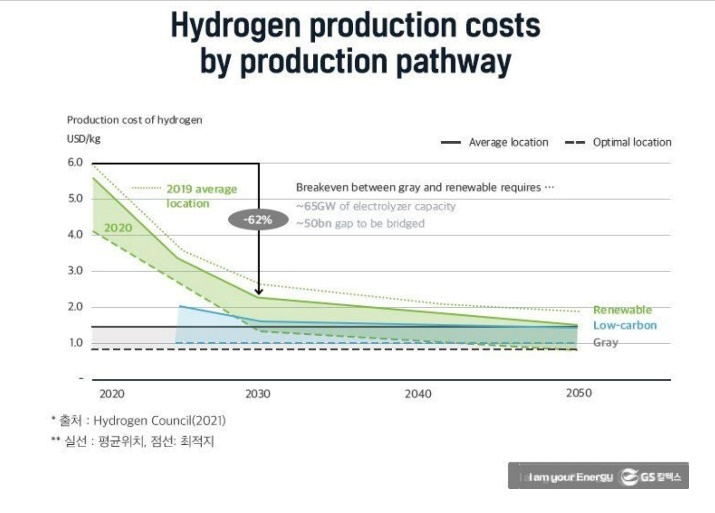 Hydrogen production costs
by production pathway
Production cost of hydrogen
USD/kg
Average location
Optimal location
6.0
5.0
4.0
3.0
2.0
1.0
-
2019 average
location
2020
-62%
Breakeven between gray and renewable requires ⋯
~65GW of electrolyzer capacity
~50bn gap to be bridged
Renewable
Low-carbon
Gray
2020
2030
2040
2050
* 출처 : Hydrogen Council(2021)
** 실선 : 평균위치, 점선: 최적지
I am your Energy GS 칼텍스